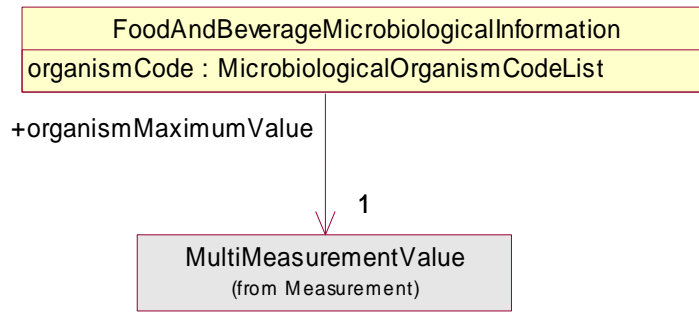 FoodAndBeverageMicrobiologicalInformation
organismCode : MicrobiologicalOrganismCodeList
+organismMaximumValue
1
MultiMeasurementValue
(from Measurement)